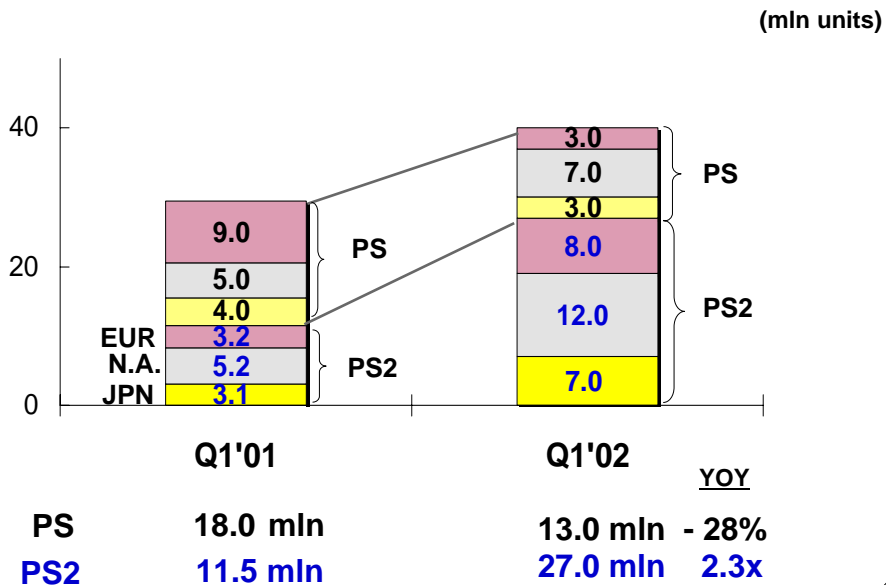 (mln units)
40
20
0
3.0
7.0
3.0
8.0
12.0
7.0
PS
PS2
9.0
5.0
4.0
3.2
5.2
3.1
PS
PS2
EUR
N.A.
JPN
Q1'01
Q1'02
YOY
PS 18.0 mln 13.0 mln - 28%
PS2 11.5 mln 27.0 mln 2.3x